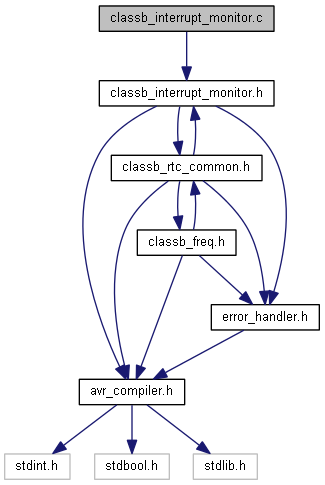 classb_interrupt_monitor.c
classb_interrupt_monitor.h
classb_rtc_common.h
classb_freq.h
error_handler.h
avr_compiler.h
stdint.h
stdbool.h
stdlib.h